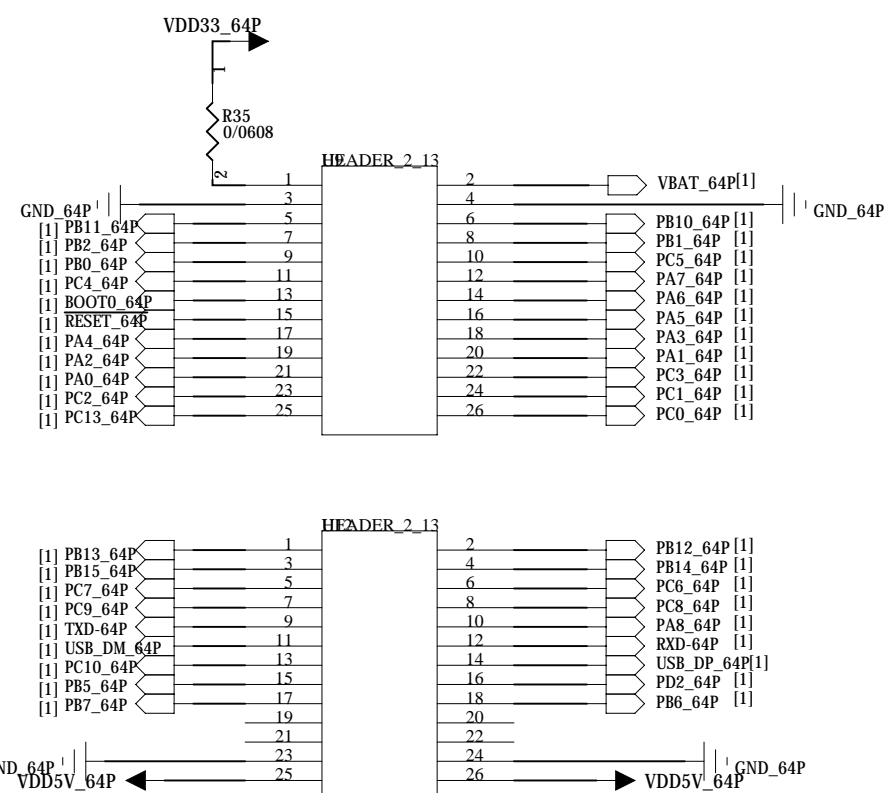 VDD33_64P
1
R35
0/0608
2
HEADER_2_13
1 2 VBAT_64P[1]
GND_64P 3 4 GND_64P
[1] PB11_64P 5 6 PB10_64P [1]
[1] PB2_64P 7 8 PB1_64P [1]
[1] PB0_64P 9 10 PC5_64P [1]
[1] PC4_64P 11 12 PA7_64P [1]
[1] BOOT0_64P 13 14 PA6_64P [1]
[1] RESET_64P 15 16 PA5_64P [1]
[1] PA4_64P 17 18 PA3_64P [1]
[1] PA2_64P 19 20 PA1_64P [1]
[1] PA0_64P 21 22 PC3_64P [1]
[1] PC2_64P 23 24 PC1_64P [1]
[1] PC13_64P 25 26 PC0_64P [1]
HEADER_2_13
[1] PB13_64P 1 2 PB12_64P [1]
[1] PB15_64P 3 4 PB14_64P [1]
[1] PC7_64P 5 6 PC6_64P [1]
[1] PC9_64P 7 8 PC8_64P [1]
[1] TXD-64P 9 10 PA8_64P [1]
[1] USB_DM_64P 11 12 RXD-64P [1]
[1] PC10_64P 13 14 USB_DP_64P[1]
[1] PB5_64P 15 16 PD2_64P [1]
[1] PB7_64P 17 18 PB6_64P [1]
19 20
21 22
ND_64P 23 24 GND_64P
VDD5V_64P 25 26 VDD5V_64P